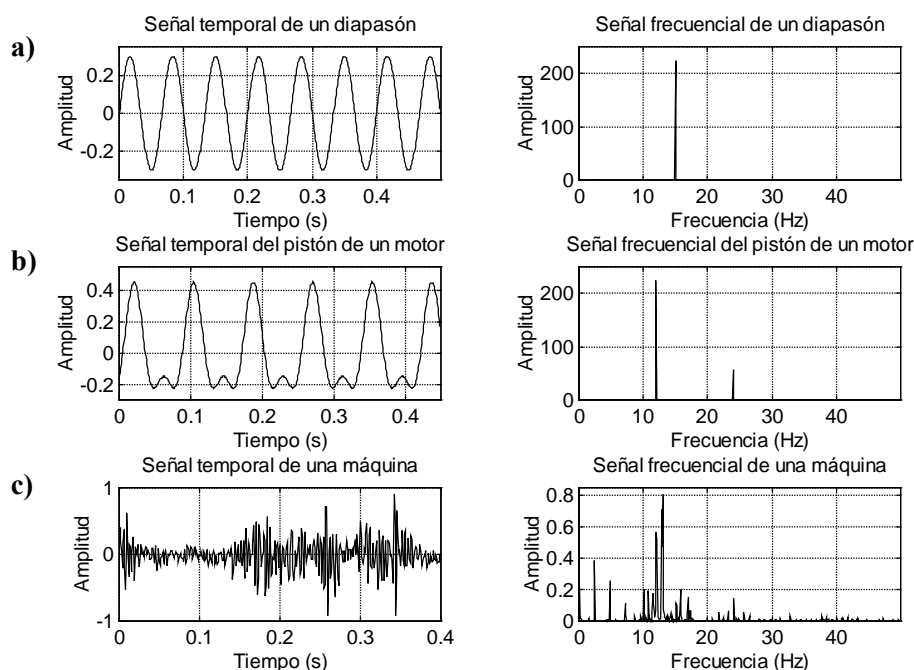 a)
Señal temporal de un diapasón
Amplitud
0.2
0
-0.2
0 0.1 0.2 0.3 0.4
Tiempo (s)
Señal frecuencial de un diapasón
Amplitud
200
100
0
0 10 20 30 40
Frecuencia (Hz)
b)
Señal temporal del pistón de un motor
Amplitud
0.4
0.2
0
-0.2
0 0.1 0.2 0.3 0.4
Tiempo (s)
Señal frecuencial del pistón de un motor
Amplitud
200
100
0
0 10 20 30 40
Frecuencia (Hz)
c)
Señal temporal de una máquina
Amplitud
1
0
-1
0 0.1 0.2 0.3 0.4
Tiempo (s)
Señal frecuencial de una máquina
Amplitud
0.8
0.6
0.4
0.2
0
0 10 20 30 40
Frecuencia (Hz)